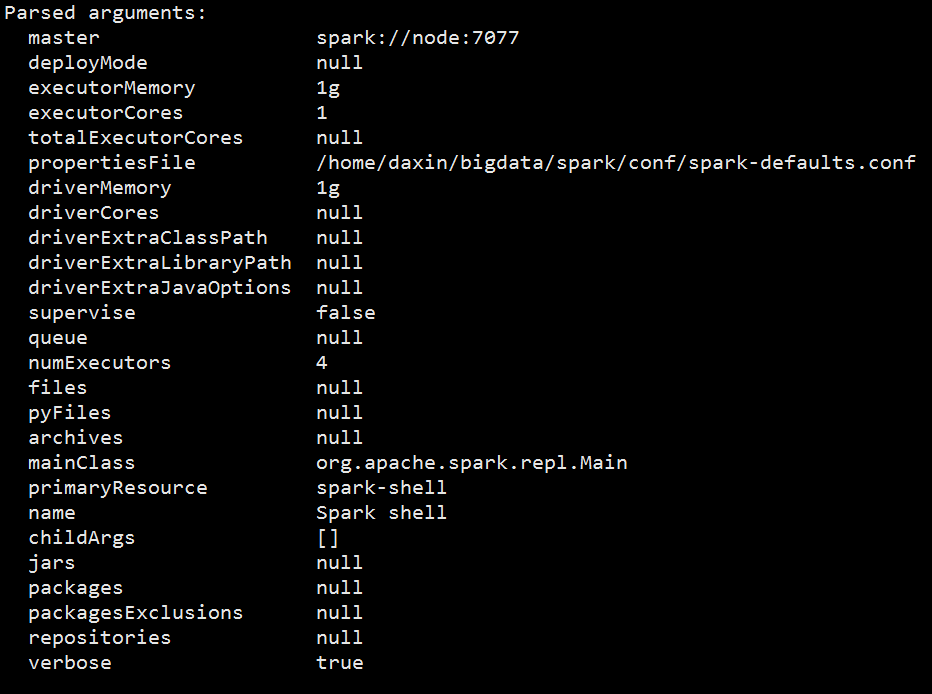 Parsed arguments:
master spark://node:7077
deployMode null
executorMemory 1g
executorCores 1
totalExecutorCores null
propertiesFile /home/daxin/bigdata/spark/conf/spark-defaults.conf
driverMemory 1g
driverCores null
driverExtraClassPath null
driverExtraLibraryPath null
driverExtraJavaOptions null
supervise false
queue null
numExecutors 4
files null
pyFiles null
archives null
mainClass org.apache.spark.repl.Main
primaryResource spark-shell
name Spark shell
childArgs []
jars null
packages null
packagesExclusions null
repositories null
verbose true